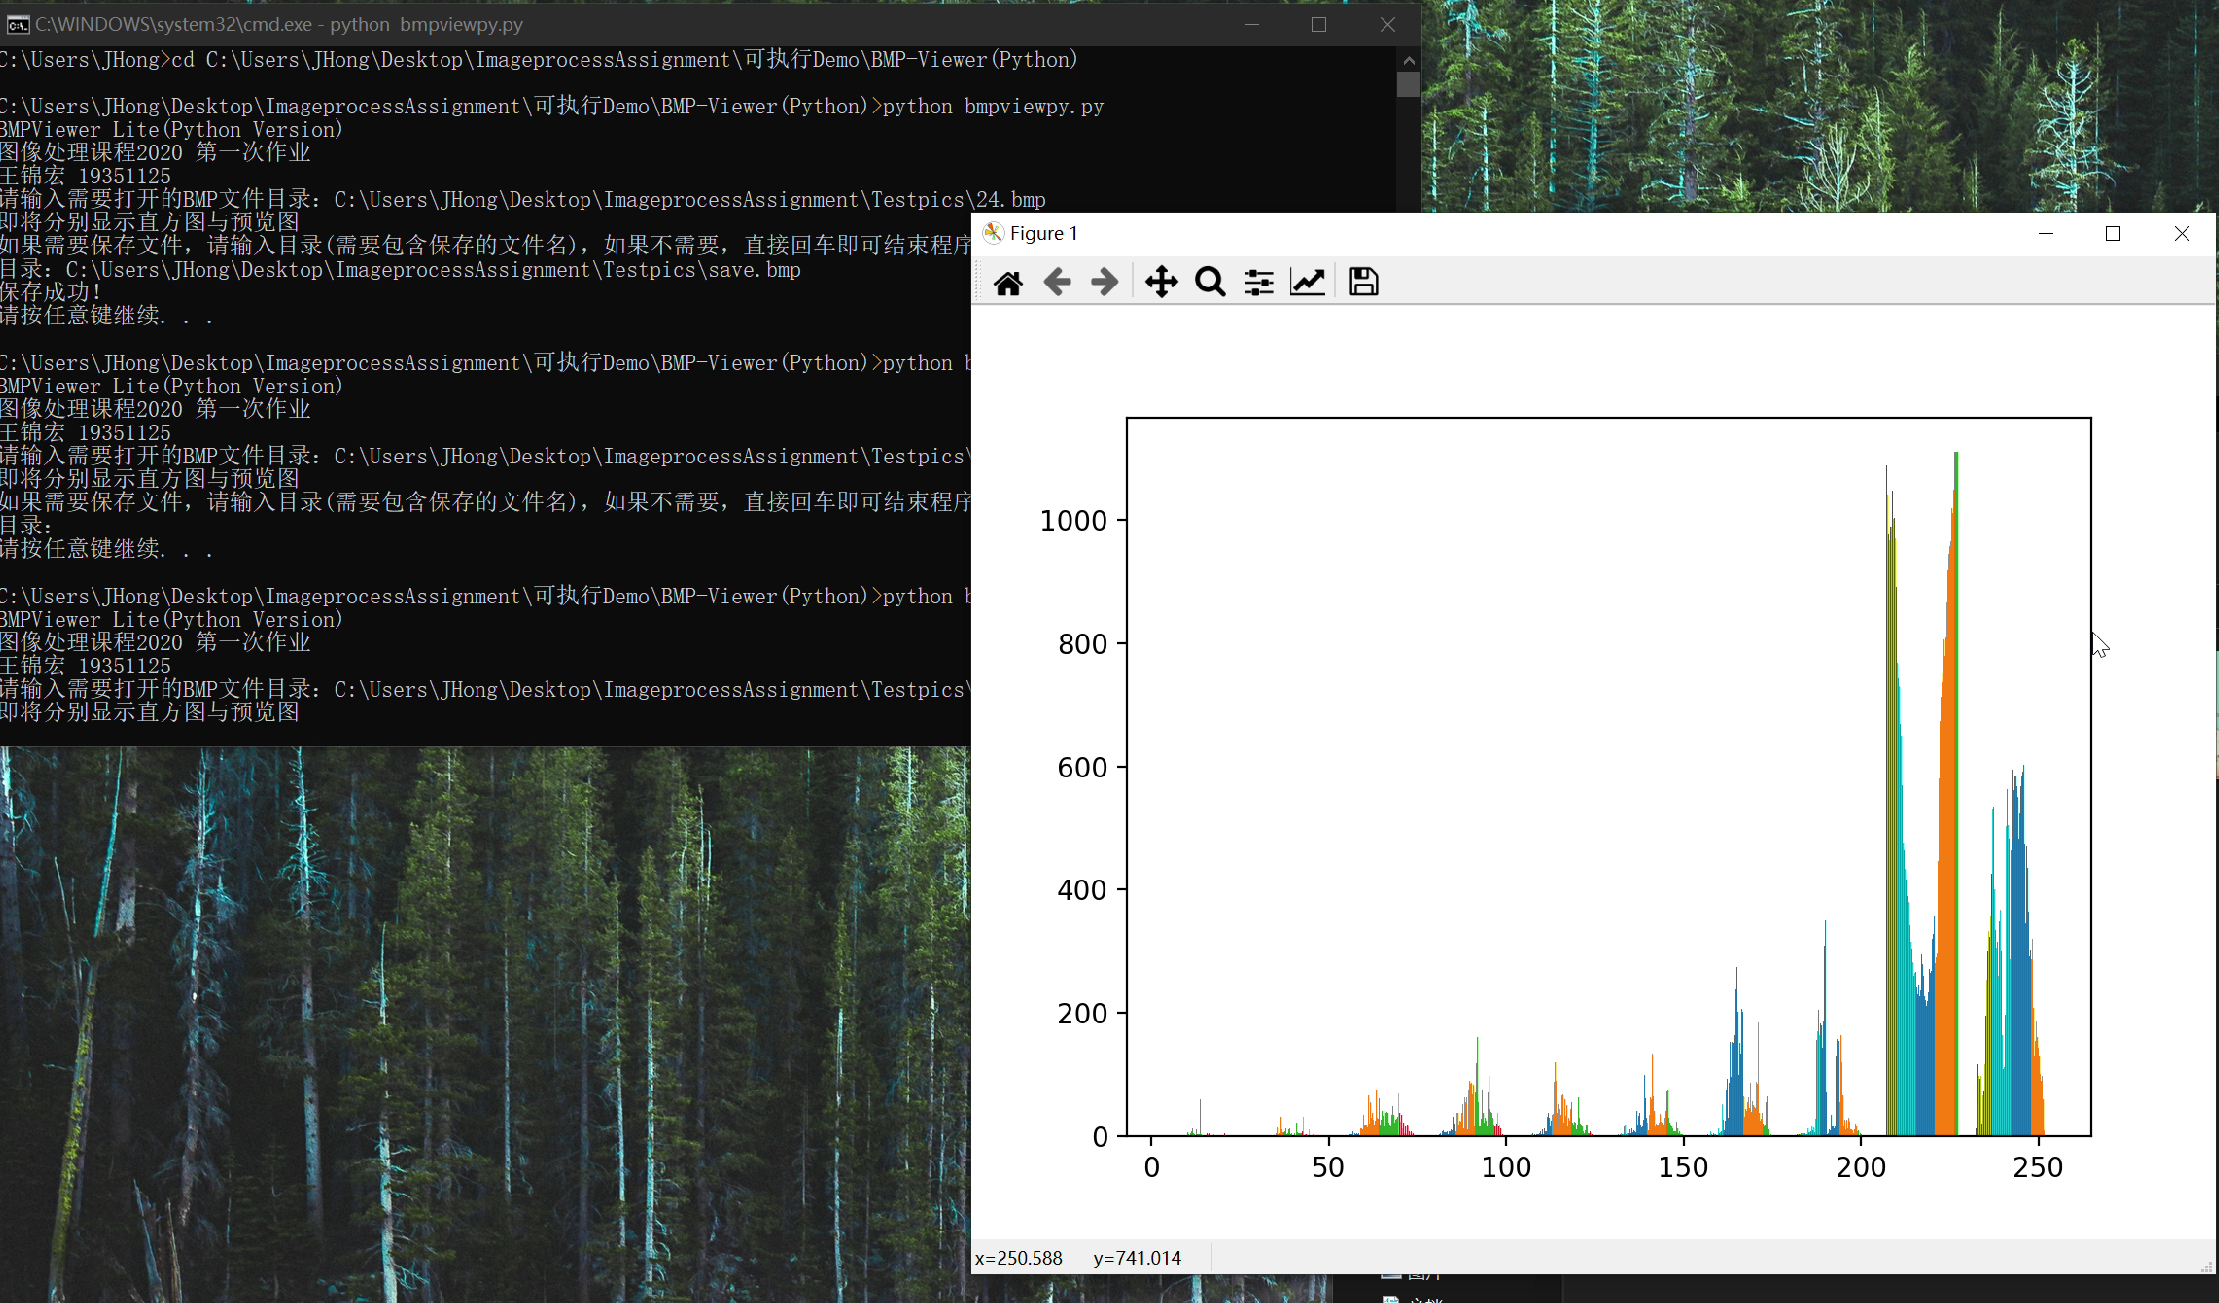 C:\WINDOWS\system32\cmd.exe - python  bmpviewpy.py
C:\Users\JHong>cd C:\Users\JHong\Desktop\ImageprocessAssignment\可执行Demo\BMP-Viewer(Python)
C:\Users\JHong\Desktop\ImageprocessAssignment\可执行Demo\BMP-Viewer(Python)>python bmpviewpy.py
BMPViewer Lite(Python Version)
图像处理课程2020 第一次作业
王锦宏 19351125
请输入需要打开的BMP文件目录: C:\Users\JHong\Desktop\ImageprocessAssignment\Testpics\24.bmp
即将分别显示直方图与预览图
如果需要保存文件，请输入目录(需要包含保存的文件名)，如果不需要，直接回车即可结束程序
目录: C:\Users\JHong\Desktop\ImageprocessAssignment\Testpics\save.bmp
保存成功!
请按任意键继续. . .
C:\Users\JHong\Desktop\ImageprocessAssignment\可执行Demo\BMP-Viewer(Python)>python
BMPViewer Lite(Python Version)
图像处理课程2020 第一次作业
王锦宏 19351125
请输入需要打开的BMP文件目录: C:\Users\JHong\Desktop\ImageprocessAssignment\Testpics\
即将分别显示直方图与预览图
如果需要保存文件，请输入目录(需要包含保存的文件名)，如果不需要，直接回车即可结束程序
目录:
请按任意键继续. . .
C:\Users\JHong\Desktop\ImageprocessAssignment\可执行Demo\BMP-Viewer(Python)>python
BMPViewer Lite(Python Version)
图像处理课程2020 第一次作业
王锦宏 19351125
请输入需要打开的BMP文件目录: C:\Users\JHong\Desktop\ImageprocessAssignment\Testpics\
即将分别显示直方图与预览图
Figure 1
1000
800
600
400
200
0
0 50 100 150 200 250
x=250.588 y=741.014